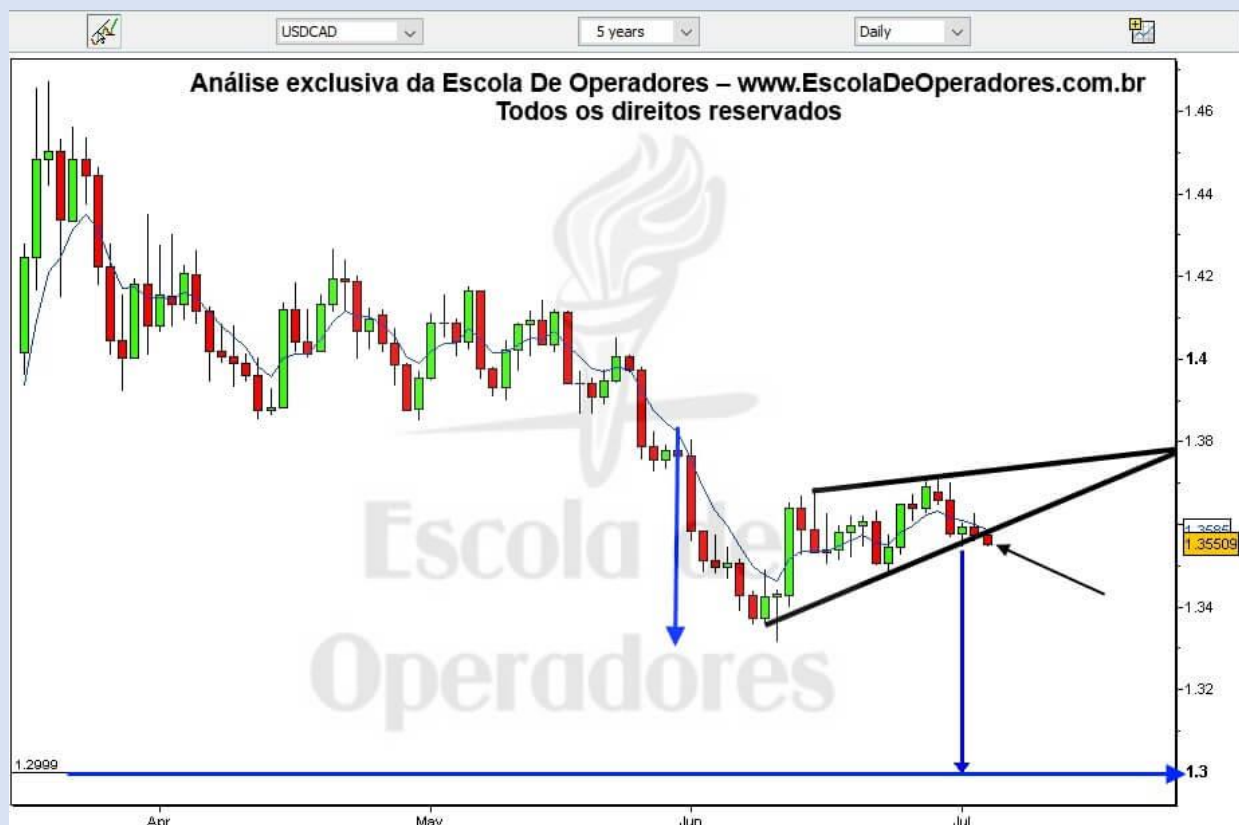 USDCAD 5 years Daily
Análise exclusiva da Escola De Operadores – www.EscolaDeOperadores.com.br
Todos os direitos reservados
1.46
1.44
1.42
1.4
1.38
1.3585
1.35509
1.34
1.32
1.2999
1.3
Escola de
Operadores
Apr May Jun Jul